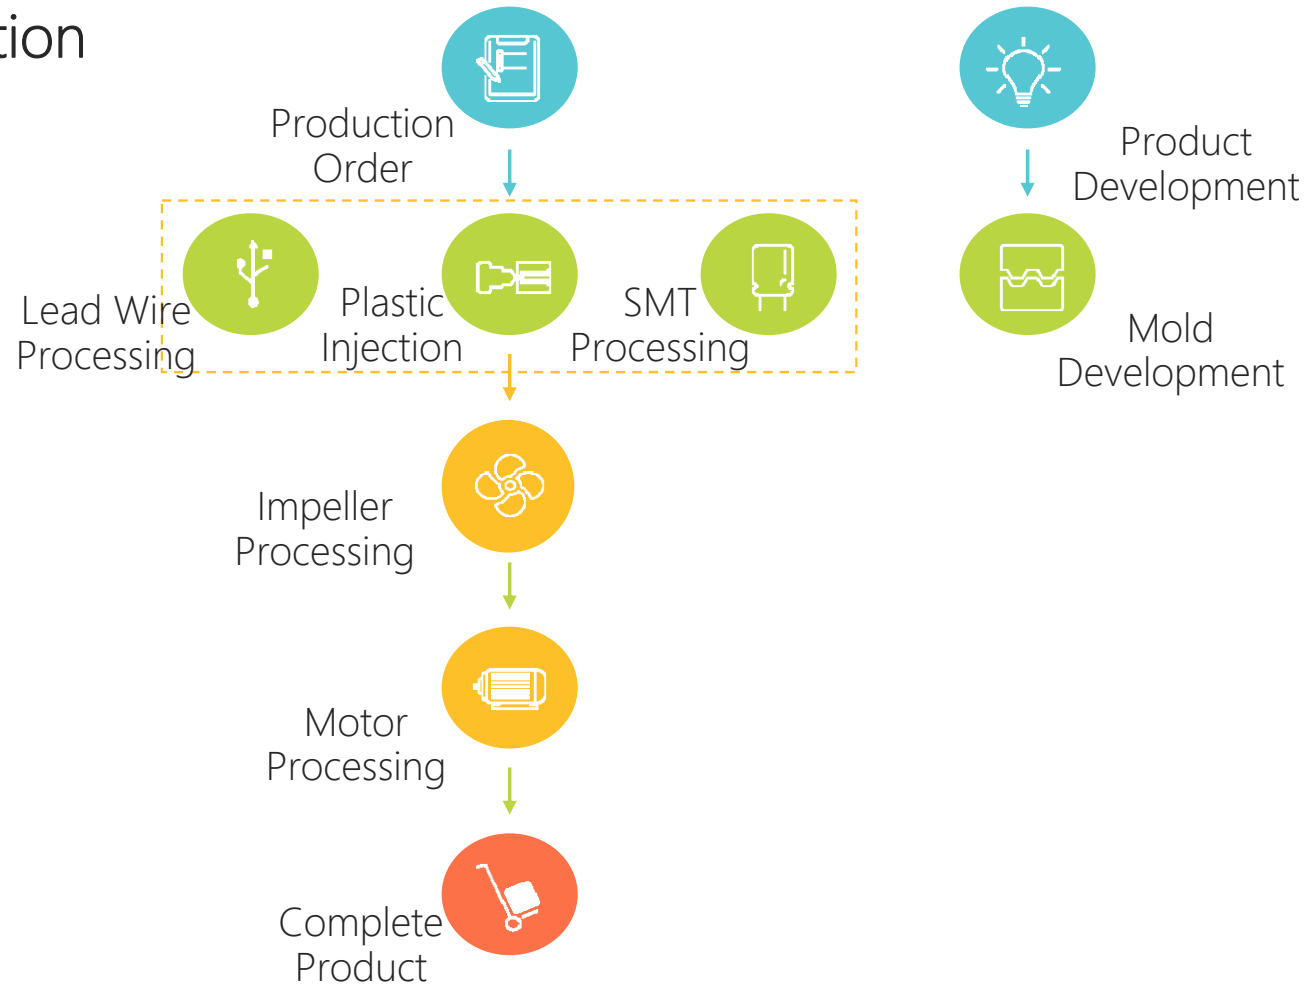 Production
Order
Product
Development
Lead Wire
Processing
Plastic
Injection
SMT
Processing
Mold
Development
Impeller
Processing
Motor
Processing
Complete
Product